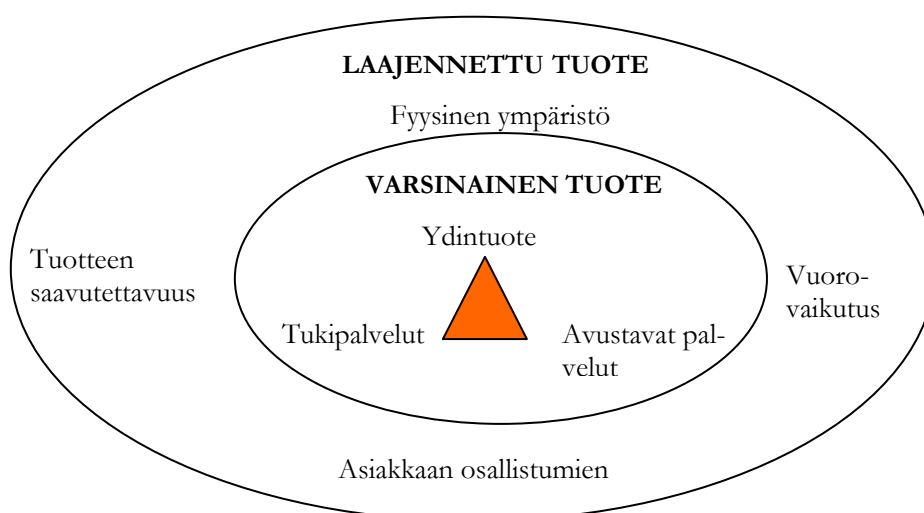 LAAJENNETTU TUOTE
Fyysinen ympäristö
VARSINAINEN TUOTE
Ydintuote
Tuotteen
saavutettavuus
Vuoro-
vaikutus
Tukipalvelut
Avustavat pal-
velut
Asiakkaan osallistumien